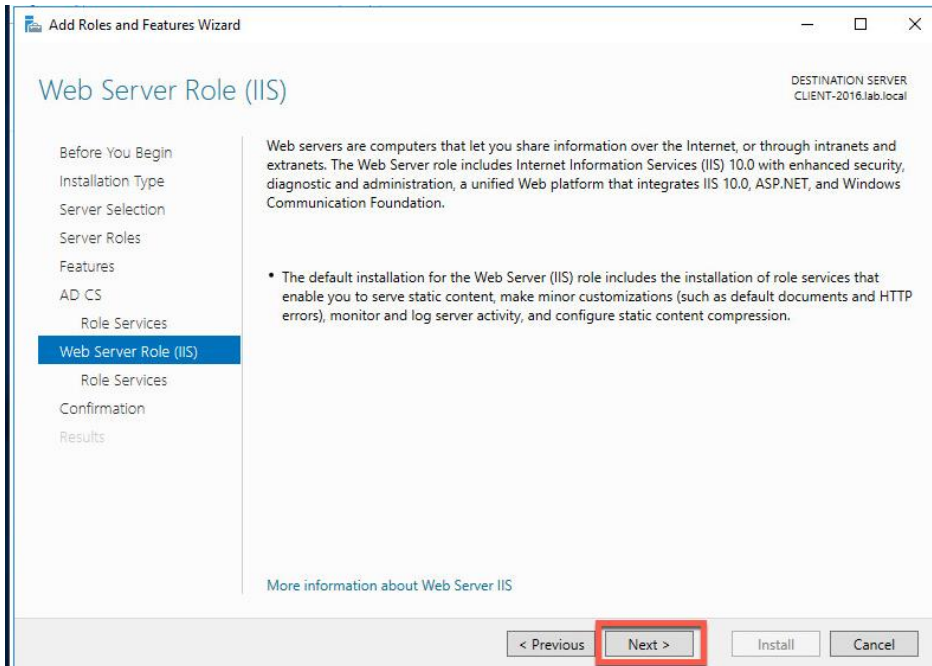 Add Roles and Features Wizard
Web Server Role (IIS)
DESTINATION SERVER
CLIENT-2016.lab.local
Before You Begin
Installation Type
Server Selection
Server Roles
Features
AD CS
Role Services
Web Server Role (IIS)
Role Services
Confirmation
Results
Web servers are computers that let you share information over the Internet, or through intranets and
extranets. The Web Server role includes Internet Information Services (IIS) 10.0 with enhanced security,
diagnostic and administration, a unified Web platform that integrates IIS 10.0, ASP.NET, and Windows
Communication Foundation.
• The default installation for the Web Server (IIS) role includes the installation of role services that
enable you to serve static content, make minor customizations (such as default documents and HTTP
errors), monitor and log server activity, and configure static content compression.
More information about Web Server IIS
< Previous
Next >
Install
Cancel